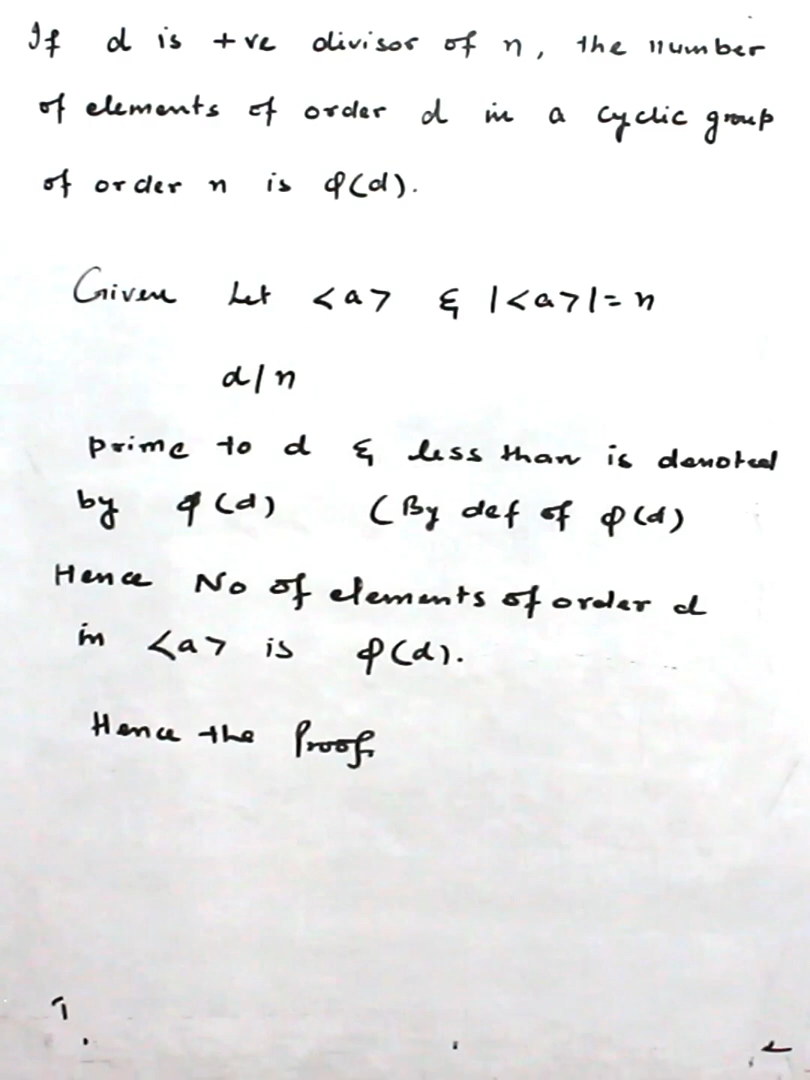 If d is +ve divisor of n, the number
of elements of order d in a cyclic group
of order n is φ(d).
Given Let <a> & |<a>| = n
d/n
prime to d & less than is denoted
by φ(d) (By def of φ(d)
Hence No of elements of order d
in <a> is φ(d).
Hence the Proof.